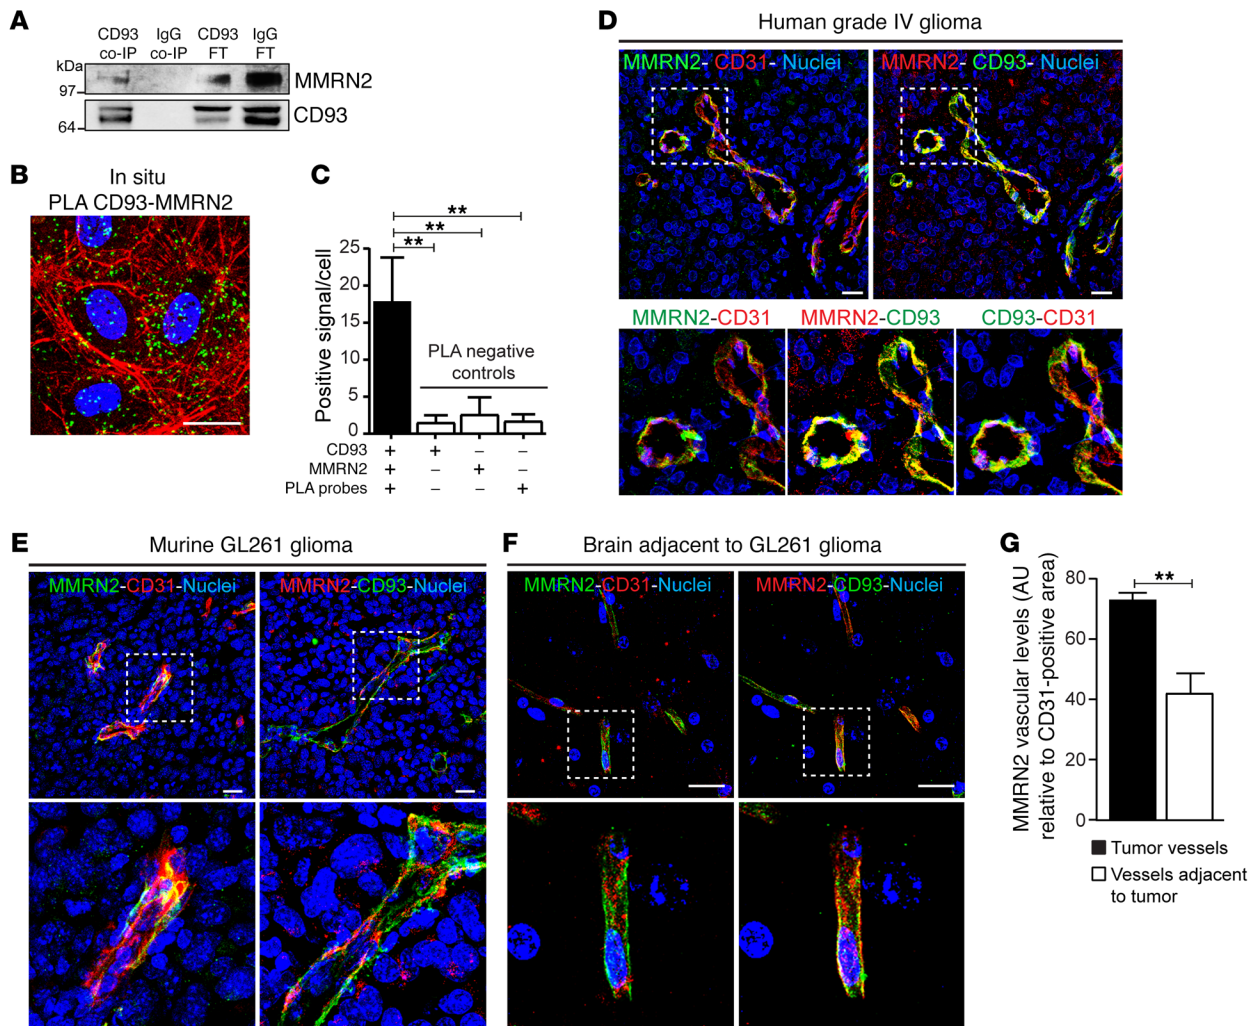 A
CD93 IgG CD93 IgG
co-IP co-IP FT FT
kDa
97
MMRN2
64
CD93
B
In situ
PLA CD93-MMRN2
C
Positive signal/cell
25
20
15
10
5
0
**
**
**
PLA negative
controls
CD93 + + – –
MMRN2 + – + –
PLA probes + – – +
D
Human grade IV glioma
MMRN2-CD31-Nuclei
MMRN2-CD93-Nuclei
MMRN2-CD31
MMRN2-CD93
CD93-CD31
E
Murine GL261 glioma
MMRN2-CD31-Nuclei
MMRN2-CD93-Nuclei
F
Brain adjacent to GL261 glioma
MMRN2-CD31-Nuclei
MMRN2-CD93-Nuclei
G
MMRN2 vascular levels (AU
relative to CD31-positive area)
80
60
40
20
0
**
Tumor vessels
Vessels adjacent
to tumor